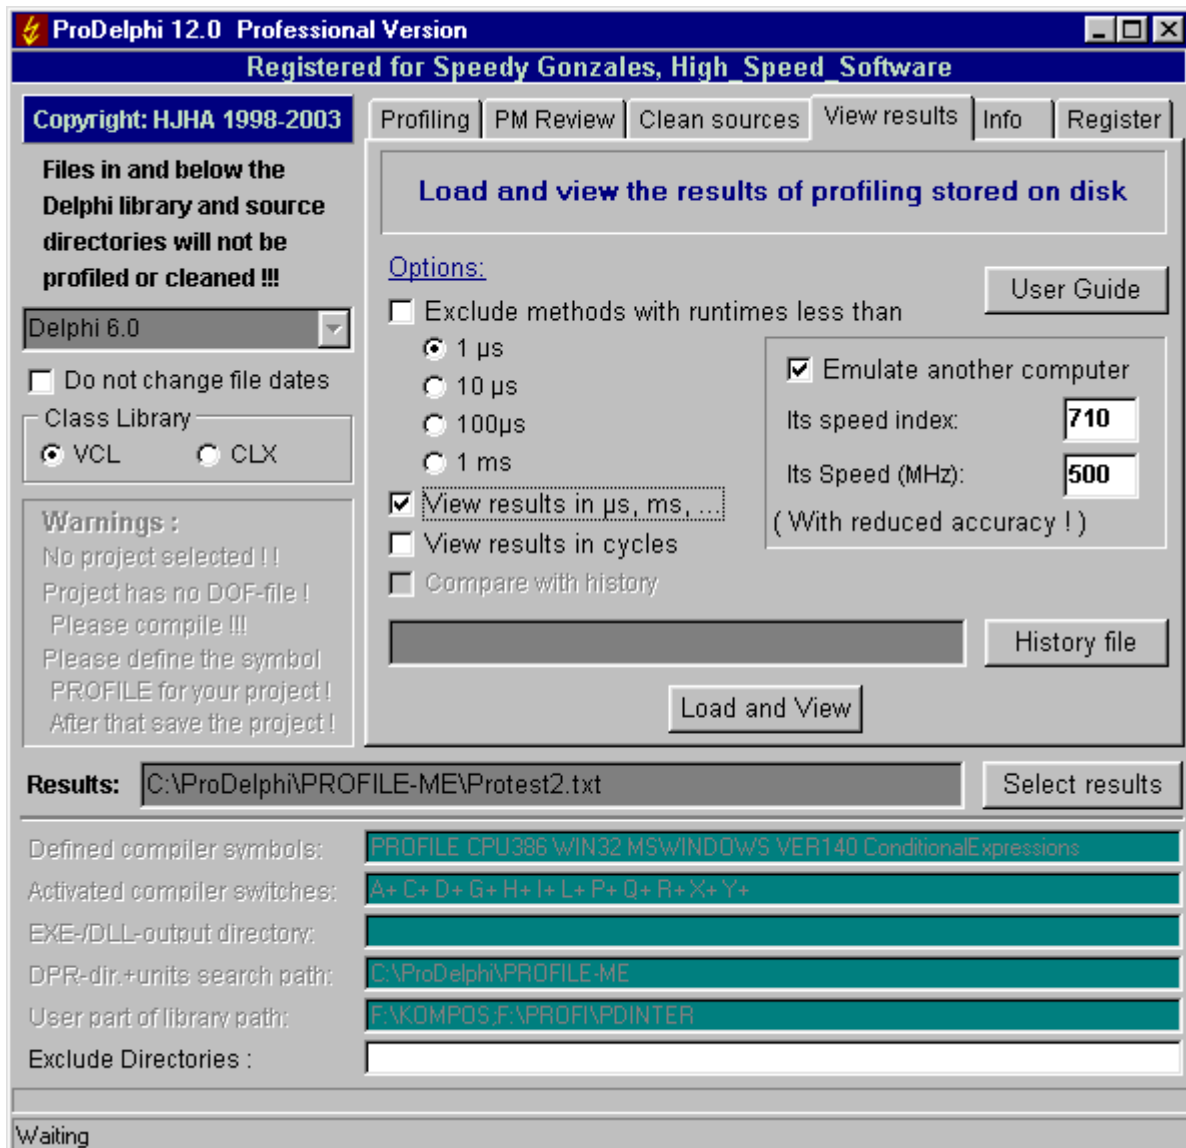 ProDelphi 12.0 Professional Version
Registered for Speedy Gonzales, High_Speed_Software
Copyright: HJHA 1998-2003
Files in and below the
Delphi library and source
directories will not be
profiled or cleaned !!!
Delphi 6.0
Do not change file dates
Class Library
VCL CLX
Warnings :
No project selected ! !
Project has no DOF-file !
Please compile !!!
Please define the symbol
PROFILE for your project !
After that save the project !
Profiling PM Review Clean sources View results Info Register
Load and view the results of profiling stored on disk
Options:
User Guide
Exclude methods with runtimes less than
1 µs
10 µs
100µs
1 ms
Emulate another computer
Its speed index: 710
Its Speed (MHz): 500
( With reduced accuracy ! )
View results in µs, ms, ...
View results in cycles
Compare with history
History file
Load and View
Results: C:\ProDelphi\PROFILE-ME\Protest2.txt Select results
Defined compiler symbols: PROFILE CPU386 WIN32 MSWINDOWS VER140 ConditionalExpressions
Activated compiler switches: A+ C+ D+ G+ H+ I+ L+ P+ Q+ R+ X+ Y+
EXE-/DLL-output directory:
DPR-dir.+units search path: C:\ProDelphi\PROFILE-ME
User part of library path: F:\KOMPOS;F:\PROFI\PDINTER
Exclude Directories :
Waiting